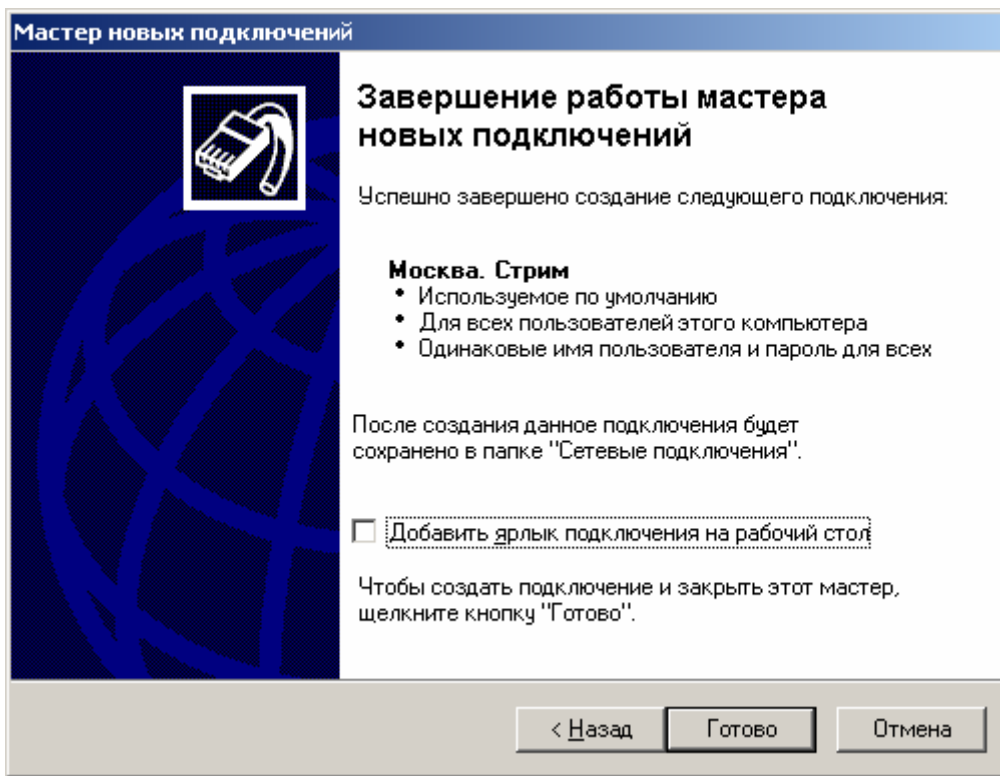 Мастер новых подключений
Завершение работы мастера
новых подключений
Успешно завершено создание следующего подключения:
Москва. Стрим
• Используемое по умолчанию
• Для всех пользователей этого компьютера
• Одинаковые имя пользователя и пароль для всех
После создания данное подключения будет
сохранено в папке "Сетевые подключения".
Добавить ярлык подключения на рабочий стол
Чтобы создать подключение и закрыть этот мастер,
щелкните кнопку "Готово".
< Назад
Готово
Отмена